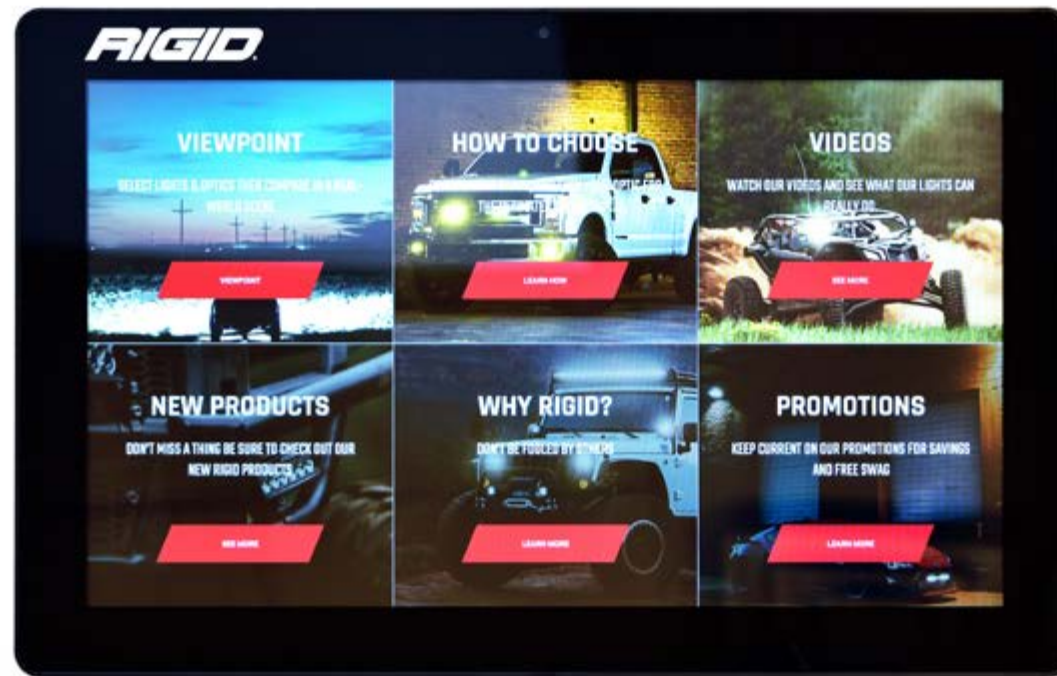 RIGID
VIEWPOINT
SELECT LIGHTS & OPTICS THEN COMPARE IN A REAL-
WORLD SCENE
VIEWPOINT
HOW TO CHOOSE
OPTIC FOR
LEARN HOW
VIDEOS
WATCH OUR VIDEOS AND SEE WHAT OUR LIGHTS CAN
REALLY DO
SEE MORE
NEW PRODUCTS
DON'T MISS A THING BE SURE TO CHECK OUT OUR
NEW RIGID PRODUCTS
SEE MORE
WHY RIGID?
DON'T BE FOOLED BY OTHERS
LEARN MORE
PROMOTIONS
KEEP CURRENT ON OUR PROMOTIONS FOR SAVINGS
AND FREE SWAG
LEARN MORE